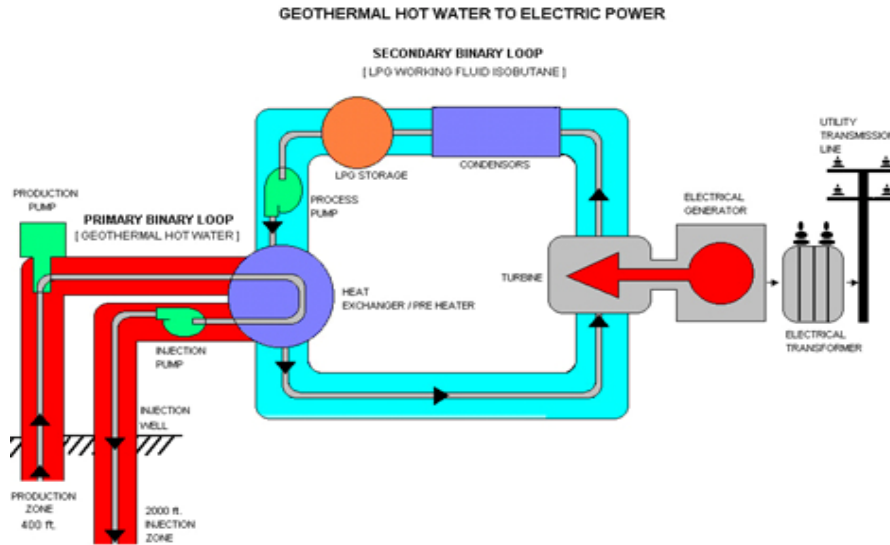 GEOTHERMAL HOT WATER TO ELECTRIC POWER
SECONDARY BINARY LOOP
[ LPG WORKING FLUID ISOBUTANE ]
UTILITY
TRANSMISSION
LINE
CONDENSORS
LPG STORAGE
PROCESS
PUMP
PRODUCTION
PUMP
PRIMARY BINARY LOOP
[ GEOTHERMAL HOT WATER ]
ELECTRICAL
GENERATOR
TURBINE
HEAT
EXCHANGER / PRE HEATER
ELECTRICAL
TRANSFORMER
INJECTION
PUMP
INJECTION
WELL
PRODUCTION
ZONE
400 ft.
2000 ft.
INJECTION
ZONE